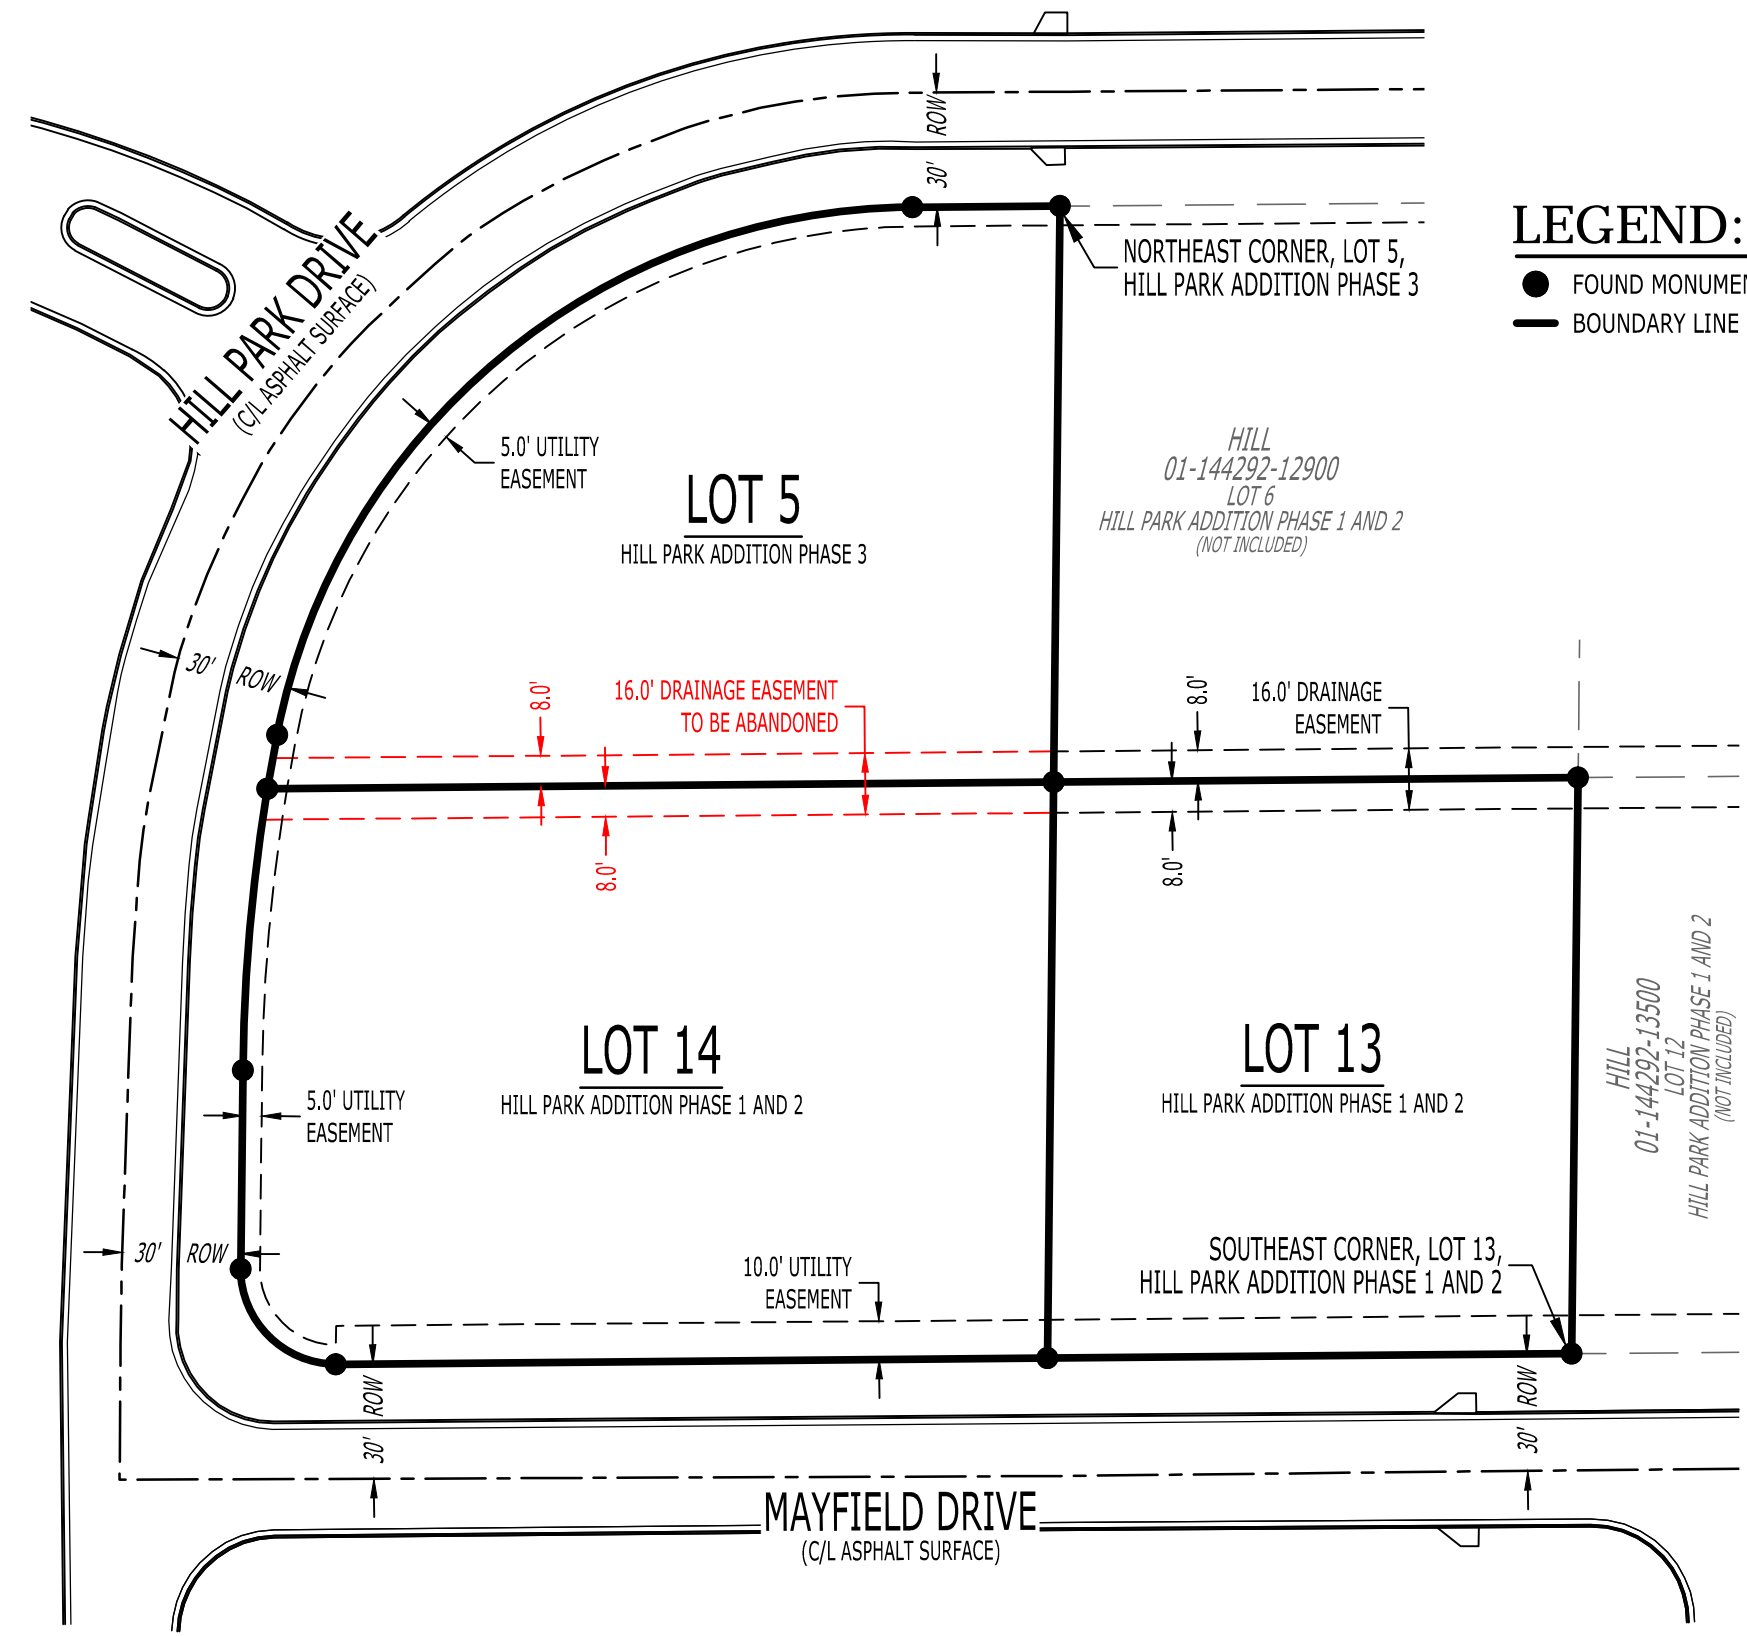 ROW
30'
LEGEND:
FOUND MONUMEN
BOUNDARY LINE
NORTHEAST CORNER, LOT 5,
HILL PARK ADDITION PHASE 3
HILL PARK DRIVE
(C/L ASPHALT SURFACE)
5.0' UTILITY
EASEMENT
LOT 5
HILL PARK ADDITION PHASE 3
HILL
01-144292-12900
LOT 6
HILL PARK ADDITION PHASE 1 AND 2
(NOT INCLUDED)
30' ROW
8.0'
16.0' DRAINAGE EASEMENT
TO BE ABANDONED
8.0'
8.0'
16.0' DRAINAGE
EASEMENT
8.0'
LOT 14
HILL PARK ADDITION PHASE 1 AND 2
LOT 13
HILL PARK ADDITION PHASE 1 AND 2
HILL
01-144292-13500
LOT 12
HILL PARK ADDITION PHASE 1 AND 2
(NOT INCLUDED)
5.0' UTILITY
EASEMENT
30' ROW
10.0' UTILITY
EASEMENT
SOUTHEAST CORNER, LOT 13,
HILL PARK ADDITION PHASE 1 AND 2
30' ROW
30' ROW
MAYFIELD DRIVE
(C/L ASPHALT SURFACE)